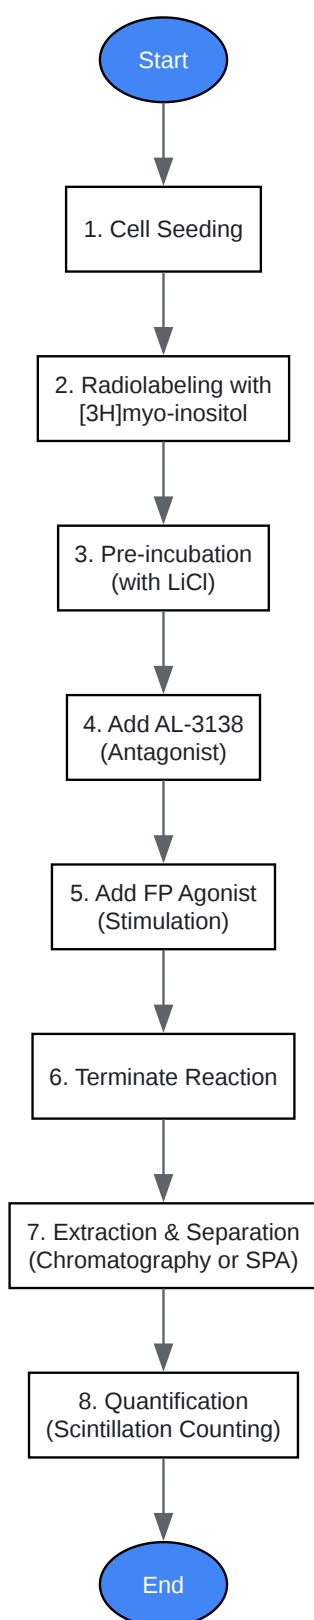 Start
1. Cell Seeding
2. Radiolabeling with
[3H]myo-inositol
3. Pre-incubation
(with LiCl)
4. Add AL-3138
(Antagonist)
5. Add FP Agonist
(Stimulation)
6. Terminate Reaction
7. Extraction & Separation
(Chromatography or SPA)
8. Quantification
(Scintillation Counting)
End